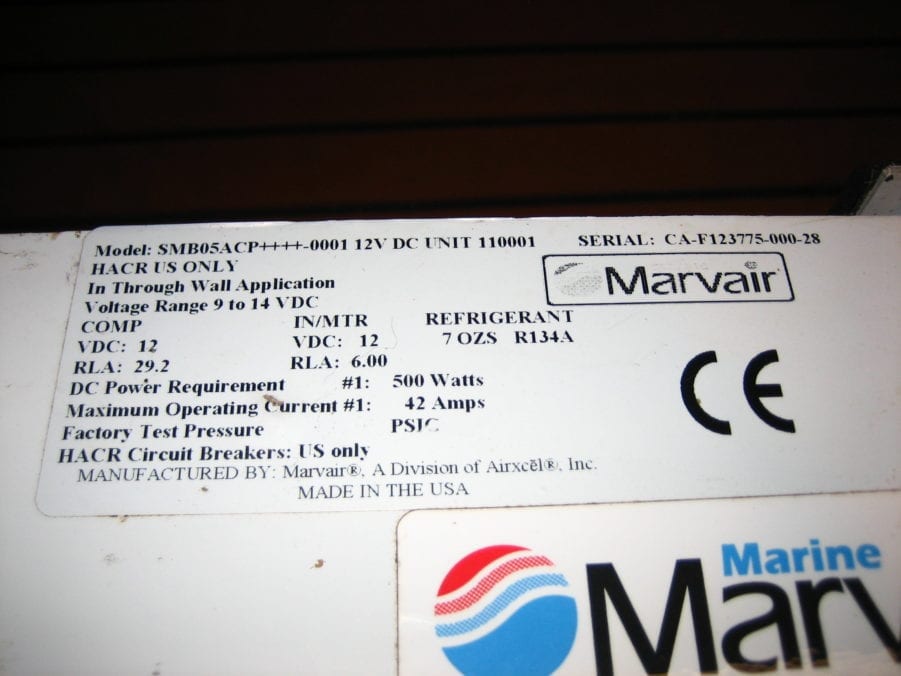 Model: SMB05ACP++++-0001 12V DC UNIT 110001 SERIAL: CA-F123775-000-28
HACR US ONLY
In Through Wall Application
Marvair
Voltage Range 9 to 14 VDC
COMP IN/MTR REFRIGERANT
VDC: 12 VDC: 12 7 OZS R134A
RLA: 29.2 RLA: 6.00
DC Power Requirement #1: 500 Watts
Maximum Operating Current #1: 42 Amps
CE
Factory Test Pressure PSIG
HACR Circuit Breakers: US only
MANUFACTURED BY: Marvair®, A Division of Airxcēl®, Inc.
MADE IN THE USA
Marine
Marv